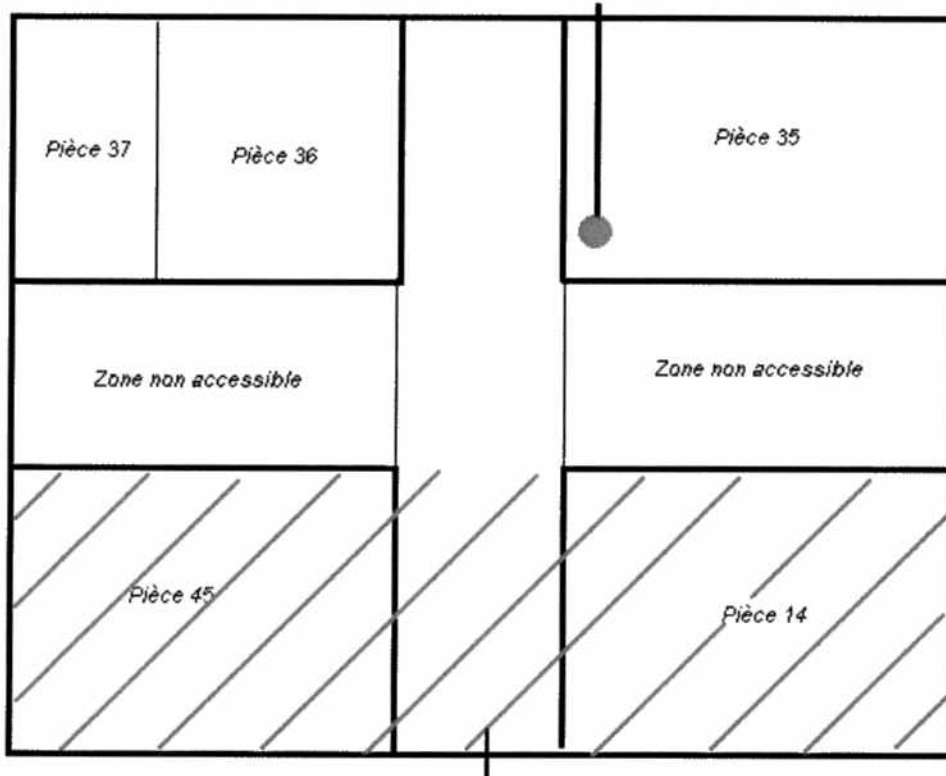 Pièce 37
Pièce 36
Pièce 35
Zone non accessible
Zone non accessible
Pièce 45
Pièce 14